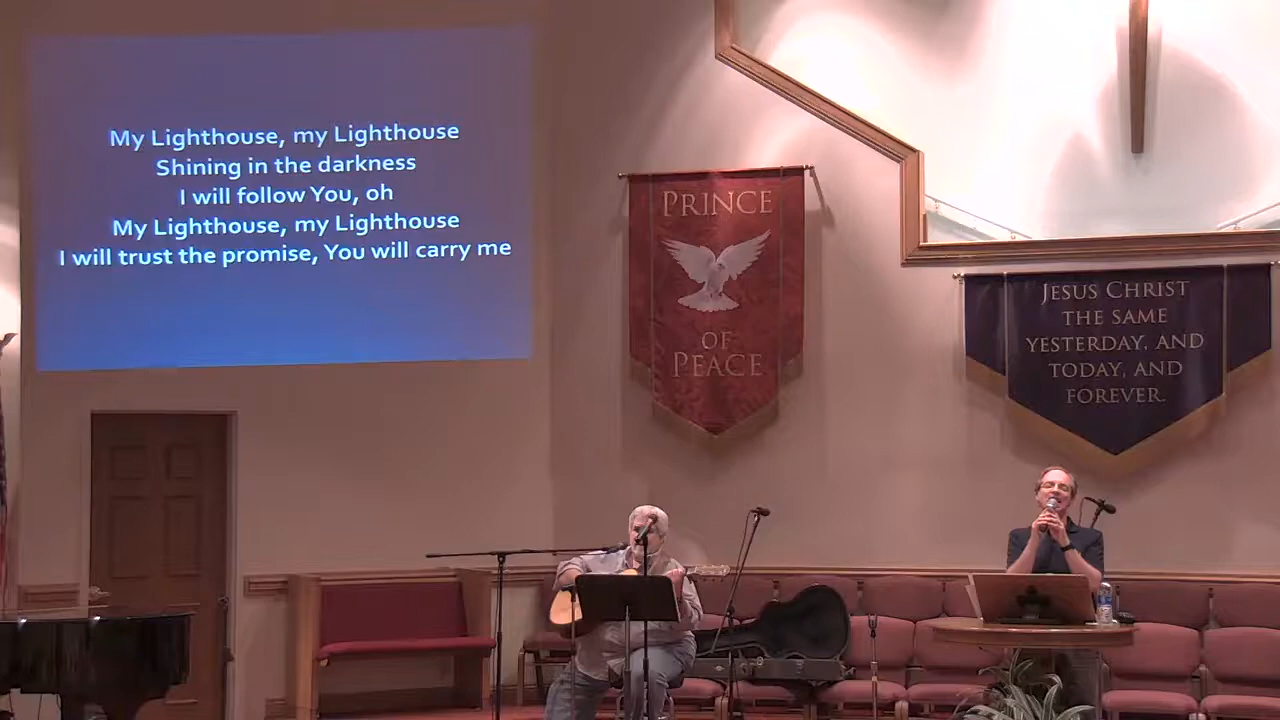 My Lighthouse, my Lighthouse
Shining in the darkness
I will follow You, oh
My Lighthouse, my Lighthouse
I will trust the promise, You will carry me
PRINCE
OF
PEACE
JESUS CHRIST
THE SAME
YESTERDAY, AND
TODAY, AND
FOREVER.